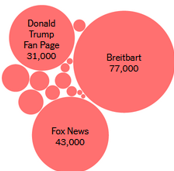 Donald
Trump
Fan Page
31,000
Breitbart
77,000
Fox News
43,000